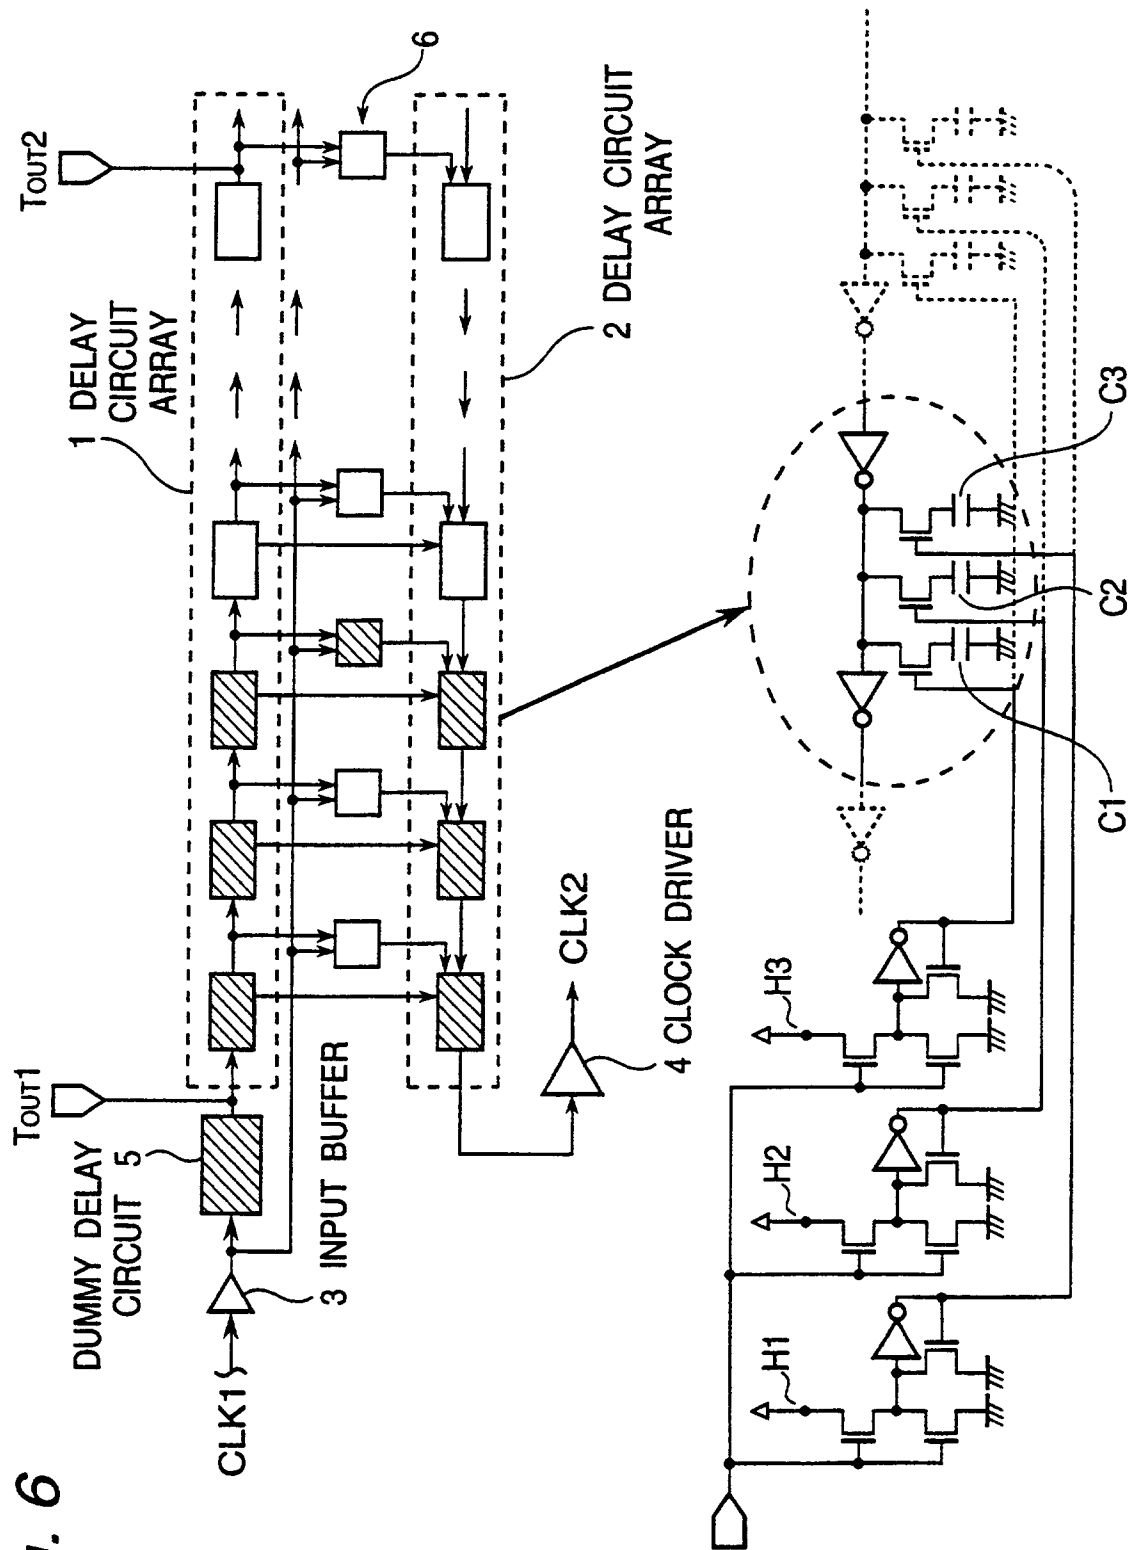 6
TOUT1
TOUT2
DUMMY DELAY
CIRCUIT 5
1 DELAY
CIRCUIT
ARRAY
6
CLK1
3 INPUT BUFFER
2 DELAY CIRCUIT
ARRAY
CLK2
4 CLOCK DRIVER
H1
H2
H3
C1
C2
C3